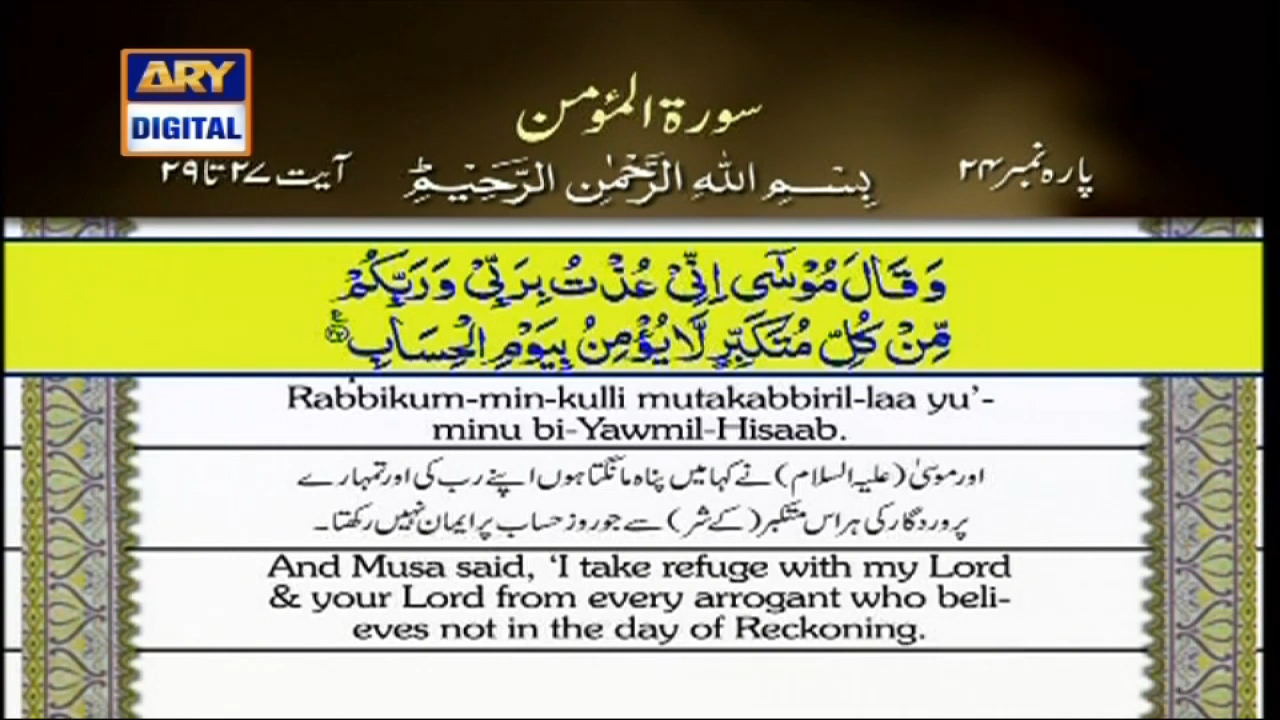 ARY
DIGITAL
سورۃ المؤمن
پارہ نمبر ۲۴
بِسْمِ اللهِ الرَّحْمٰنِ الرَّحِيْمِ
آیت ۲۷ تا ۲۹
وَقَالَ مُوْسٰٓى اِنِّىْ عُذْتُ بِرَبِّىْ وَرَبِّكُمْ
مِّنْ كُلِّ مُتَكَبِّرٍ لَّا يُؤْمِنُ بِيَوْمِ الْحِسَابِ ۲۷ ع
Rabbikum-min-kulli mutakabbiril-laa yu’-
minu bi-Yawmil-Hisaab.
اور موسیٰ (علیہ السلام) نے کہا میں پناہ مانگتا ہوں اپنے رب کی اور تمہارے
پروردگار کی ہر اس متکبر (کے شر) سے جو روز حساب پر ایمان نہیں رکھتا۔
And Musa said, ‘I take refuge with my Lord
& your Lord from every arrogant who beli-
eves not in the day of Reckoning.